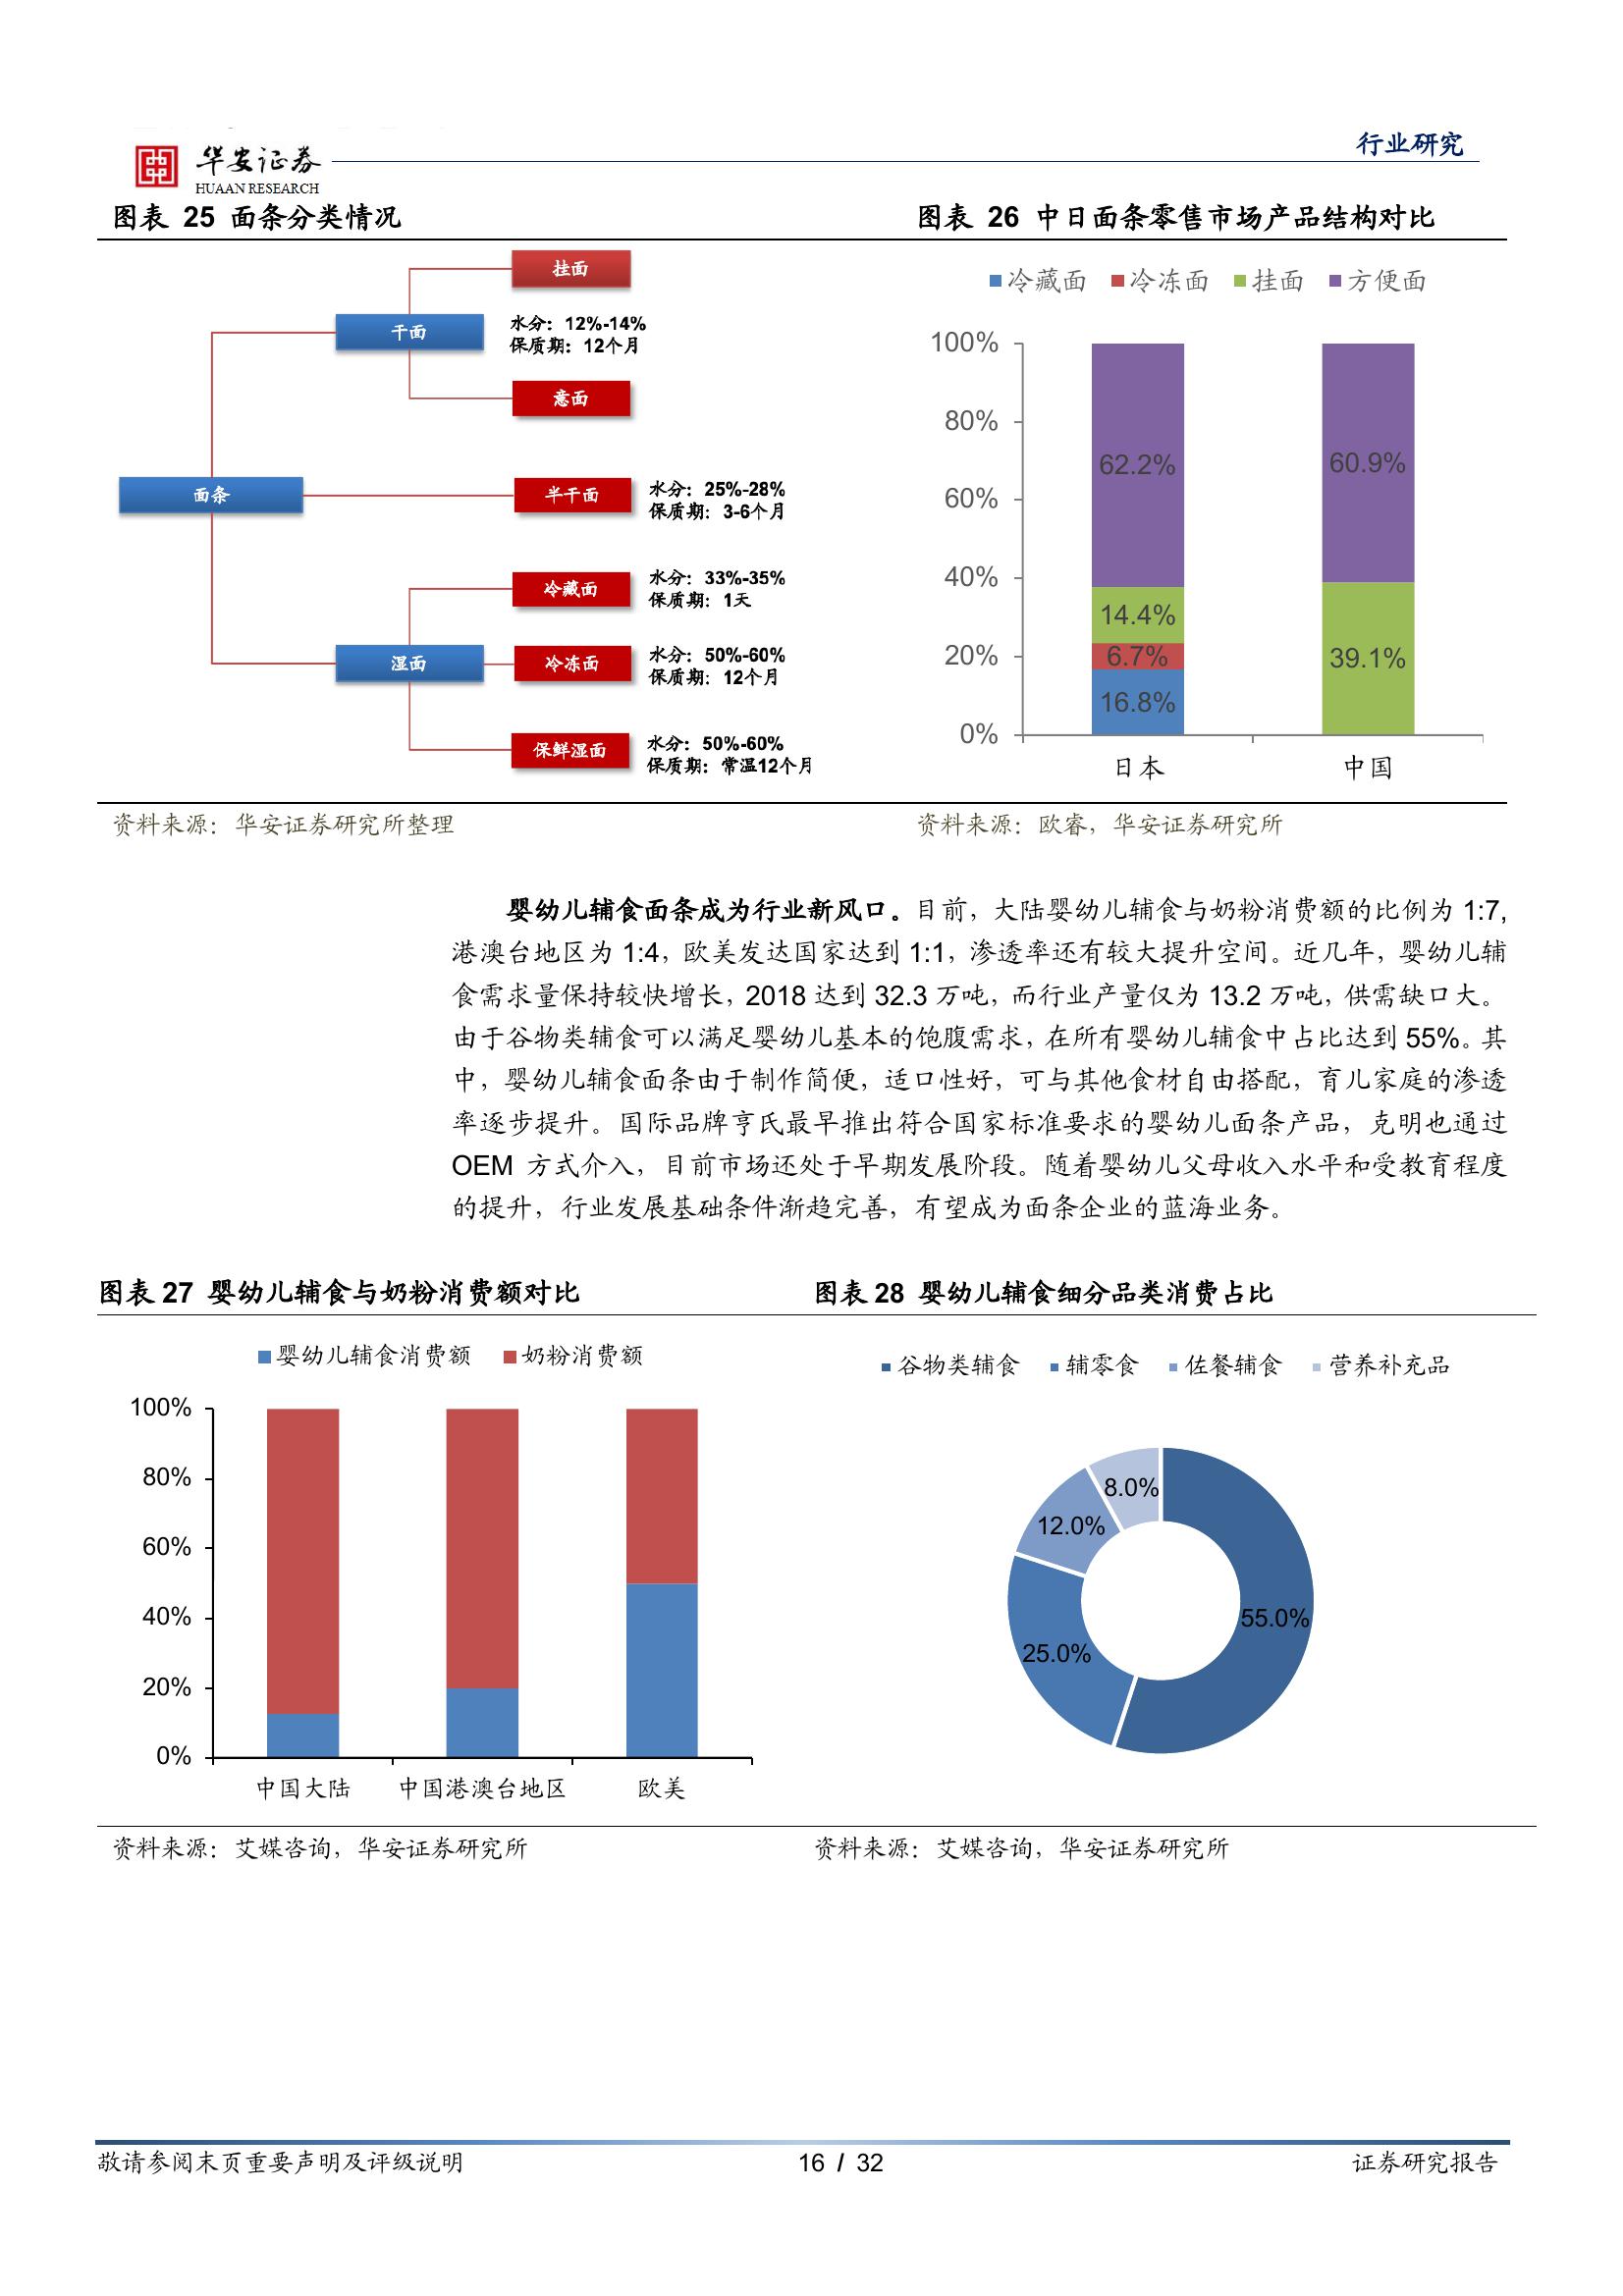 华安证券
HUAAN RESEARCH
行业研究
图表 25 面条分类情况
挂面
干面
水分：12%-14%
保质期：12个月
意面
面条
半干面
水分：25%-28%
保质期：3-6个月
冷藏面
水分：33%-35%
保质期：1天
湿面
冷冻面
水分：50%-60%
保质期：12个月
保鲜湿面
水分：50%-60%
保质期：常温12个月
资料来源：华安证券研究所整理
图表 26 中日面条零售市场产品结构对比
冷藏面 冷冻面 挂面 方便面
100%
80%
60%
40%
20%
0%
62.2%
14.4%
6.7%
16.8%
60.9%
39.1%
日本 中国
资料来源：欧睿，华安证券研究所
婴幼儿辅食面条成为行业新风口。目前，大陆婴幼儿辅食与奶粉消费额的比例为 1:7,
港澳台地区为 1:4，欧美发达国家达到 1:1，渗透率还有较大提升空间。近几年，婴幼儿辅
食需求量保持较快增长，2018 达到 32.3 万吨，而行业产量仅为 13.2 万吨，供需缺口大。
由于谷物类辅食可以满足婴幼儿基本的饱腹需求，在所有婴幼儿辅食中占比达到 55%。其
中，婴幼儿辅食面条由于制作简便，适口性好，可与其他食材自由搭配，育儿家庭的渗透
率逐步提升。国际品牌亨氏最早推出符合国家标准要求的婴幼儿面条产品，克明也通过
OEM 方式介入，目前市场还处于早期发展阶段。随着婴幼儿父母收入水平和受教育程度
的提升，行业发展基础条件渐趋完善，有望成为面条企业的蓝海业务。
图表 27 婴幼儿辅食与奶粉消费额对比
婴幼儿辅食消费额 奶粉消费额
100%
80%
60%
40%
20%
0%
中国大陆 中国港澳台地区 欧美
资料来源：艾媒咨询，华安证券研究所
图表 28 婴幼儿辅食细分品类消费占比
谷物类辅食 辅零食 佐餐辅食 营养补充品
8.0%
12.0%
55.0%
25.0%
资料来源：艾媒咨询，华安证券研究所
敬请参阅末页重要声明及评级说明 16 / 32 证券研究报告